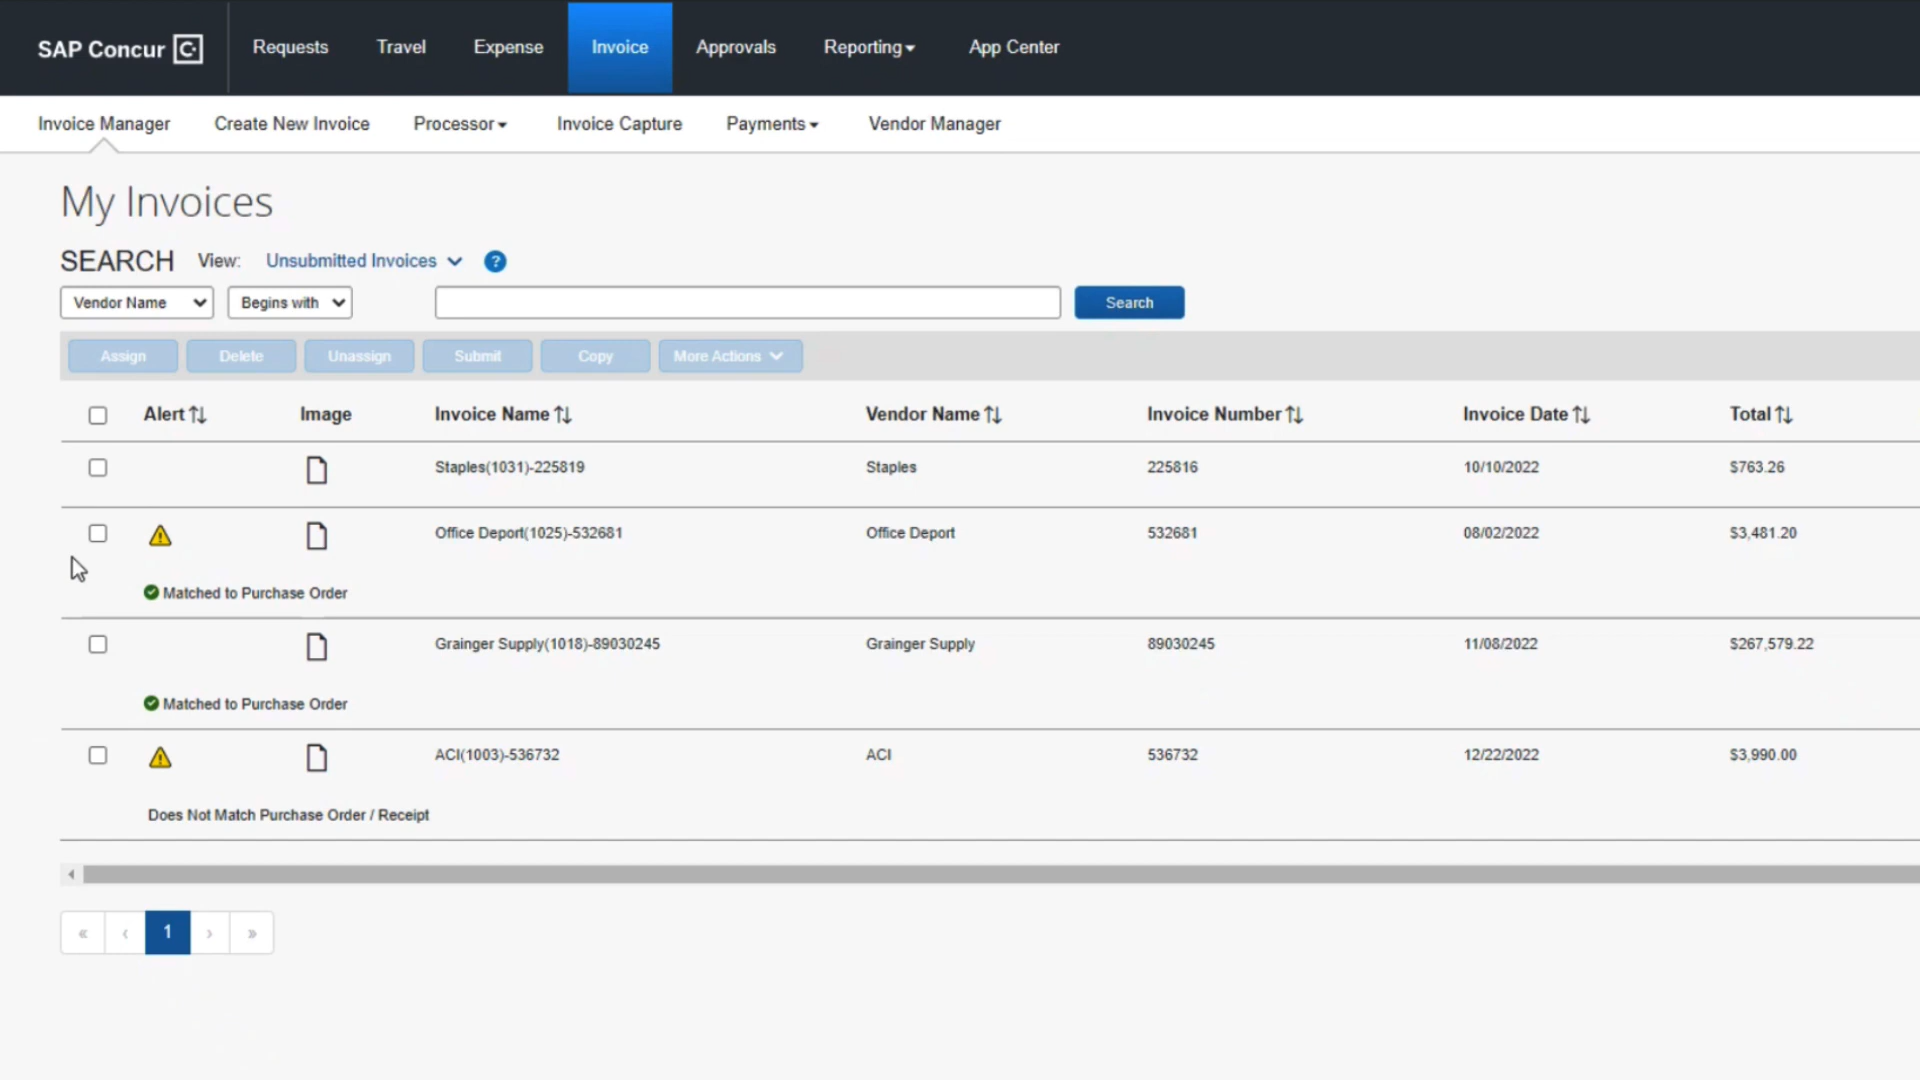 SAP Concur C Requests Travel Expense Invoice Approvals Reporting App Center
Invoice Manager Create New Invoice Processor Invoice Capture Payments Vendor Manager
My Invoices
SEARCH View: Unsubmitted Invoices ?
Vendor Name Begins with Search
Assign Delete Unassign Submit Copy More Actions
Alert Image Invoice Name Vendor Name Invoice Number Invoice Date Total
Staples(1031)-225819 Staples 225816 10/10/2022 $763.26
Office Deport(1025)-532681 Office Deport 532681 08/02/2022 $3,481.20
Matched to Purchase Order
Grainger Supply(1018)-89030245 Grainger Supply 89030245 11/08/2022 $267,579.22
Matched to Purchase Order
ACI(1003)-536732 ACI 536732 12/22/2022 $3,990.00
Does Not Match Purchase Order / Receipt
« ‹ 1 › »